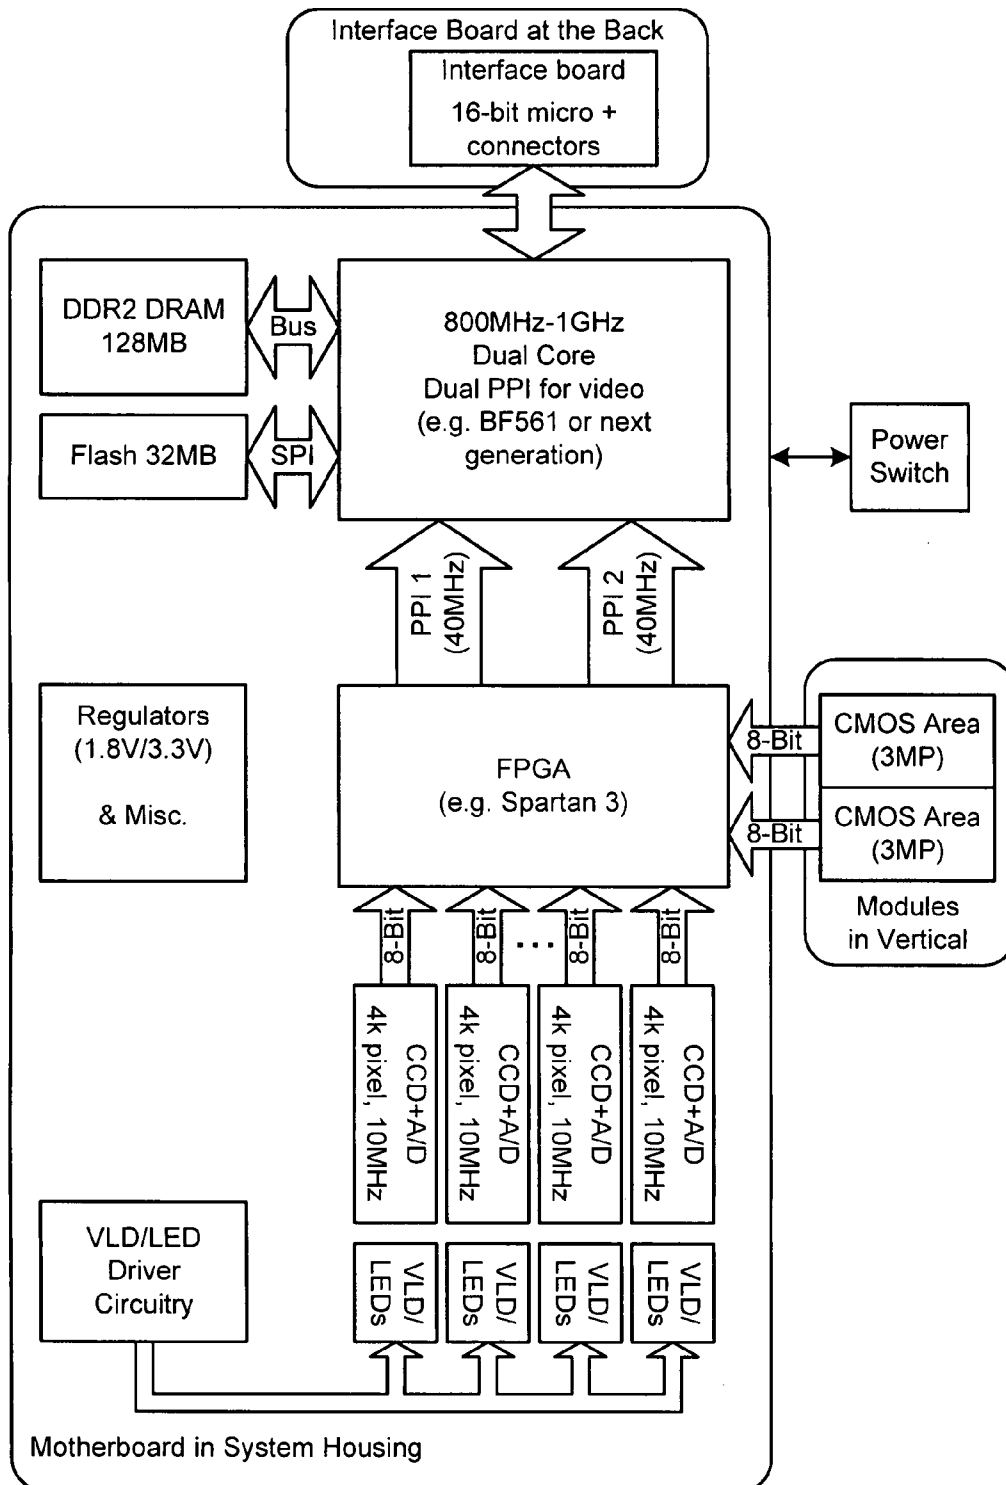 Interface Board at the Back
Interface board
16-bit micro +
connectors
DDR2 DRAM
128MB
Bus
800MHz-1GHz
Dual Core
Dual PPI for video
(e.g. BF561 or next
generation)
Flash 32MB
SPI
Power
Switch
PPI 1
(40MHz)
PPI 2
(40MHz)
Regulators
(1.8V/3.3V)
& Misc.
FPGA
(e.g. Spartan 3)
8-Bit
CMOS Area
(3MP)
8-Bit
CMOS Area
(3MP)
Modules
in Vertical
8-Bit
8-Bit
...
8-Bit
8-Bit
CCD+A/D
4k pixel, 10MHz
CCD+A/D
4k pixel, 10MHz
CCD+A/D
4k pixel, 10MHz
CCD+A/D
4k pixel, 10MHz
VLD/LED
Driver
Circuitry
VLD/
LEDs
VLD/
LEDs
VLD/
LEDs
VLD/
LEDs
Motherboard in System Housing